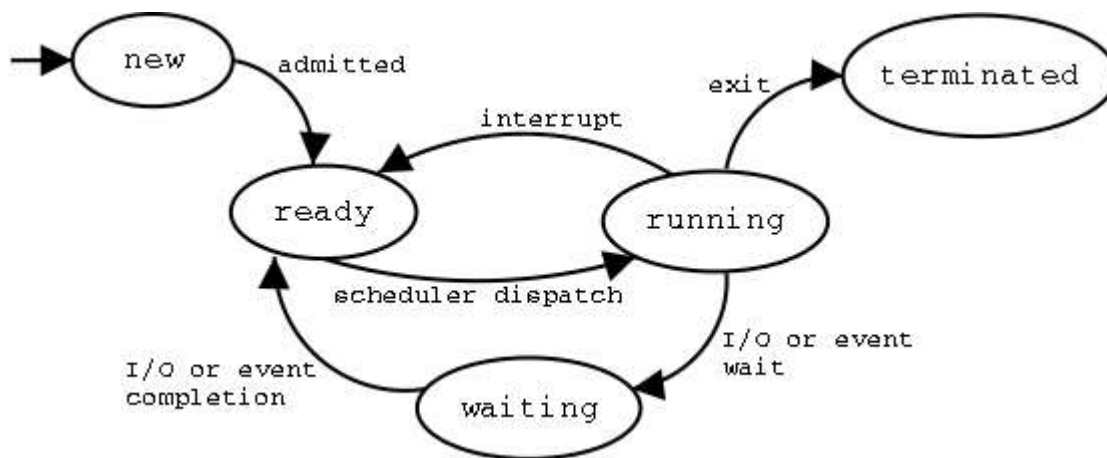 new
admitted
exit
terminated
interrupt
ready
running
scheduler dispatch
I/O or event
completion
I/O or event
wait
waiting